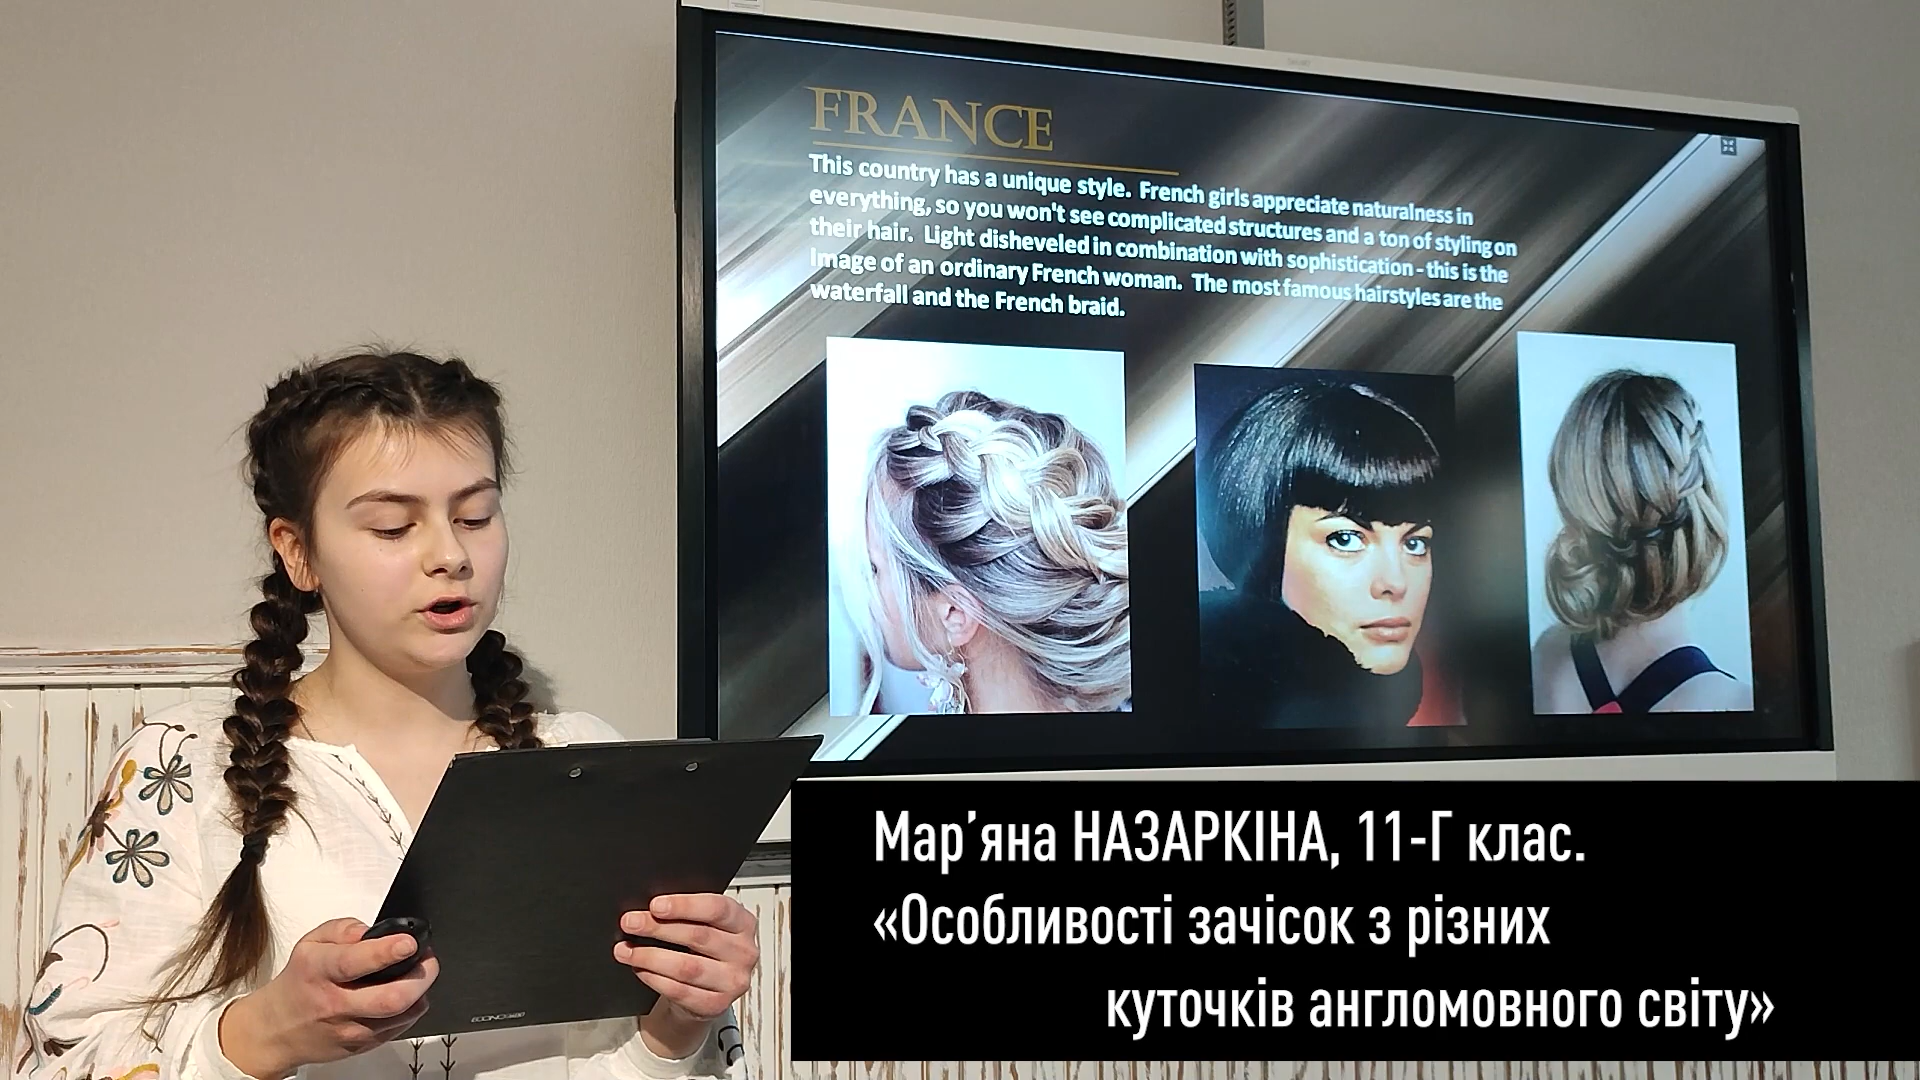 FRANCE
This country has a unique style. French girls appreciate naturalness in
everything, so you won't see complicated structures and a ton of styling on
their hair. Light disheveled in combination with sophistication - this is the
image of an ordinary French woman. The most famous hairstyles are the
waterfall and the French braid.
Мар’яна НАЗАРКІНА, 11-Г клас.
«Особливості зачісок з різних
куточків англомовного світу»